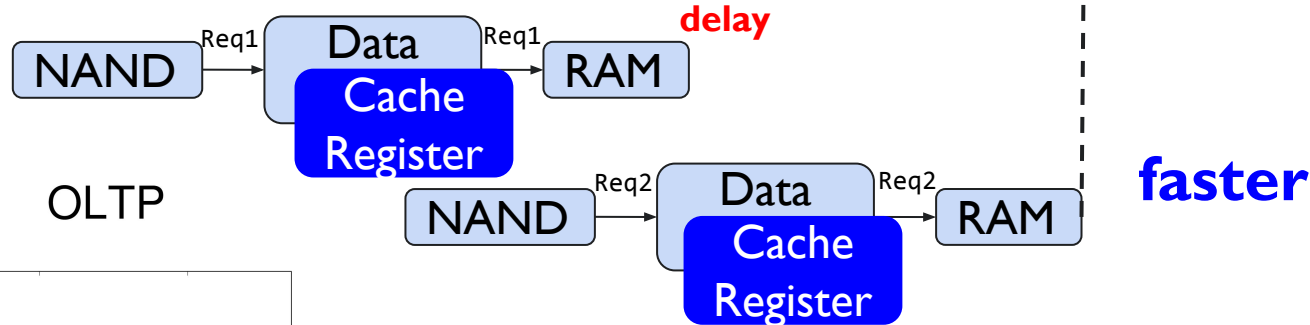 delay
Req1
Data
Req1
NAND
RAM
Cache
Register
OLTP
Req2
Data
Req2
faster
NAND
RAM
Cache
Register